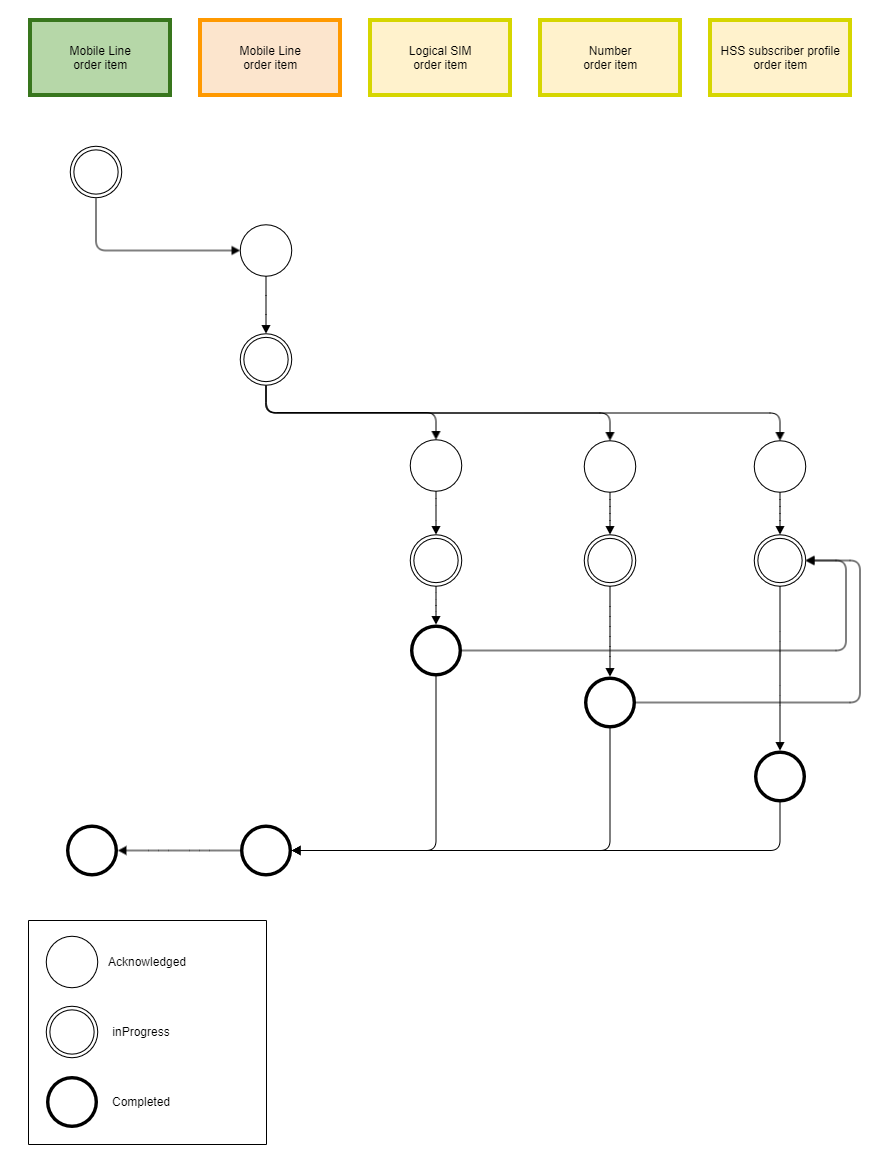 Mobile Line
order item
Mobile Line
order item
Logical SIM
order item
Number
order item
HSS subscriber profile
order item
Acknowledged
inProgress
Completed